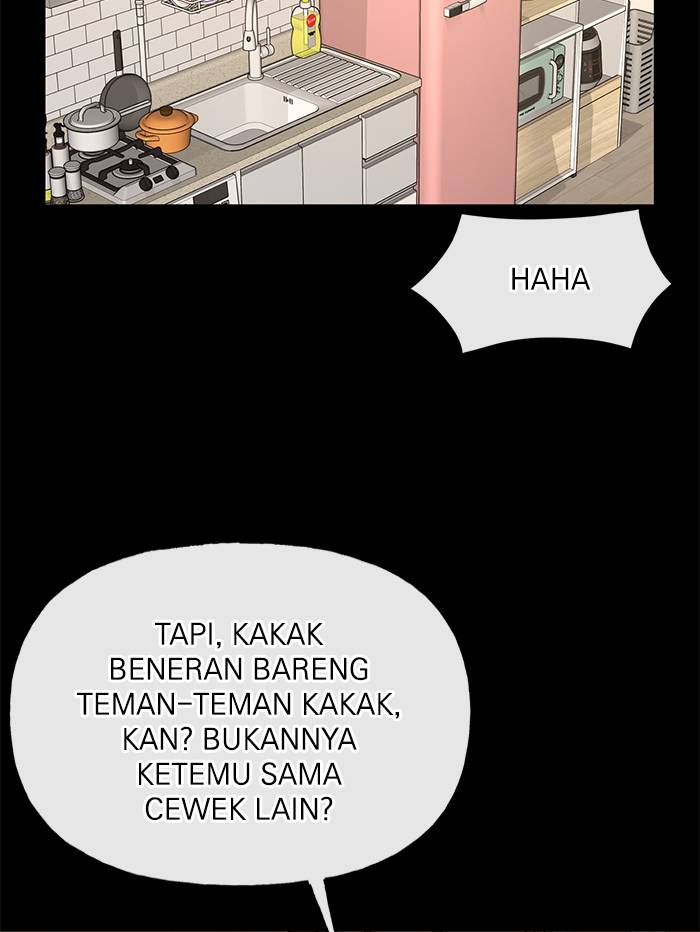 HAHA
TAPI, KAKAK
BENERAN BARENG
TEMAN-TEMAN KAKAK,
KAN? BUKANNYA
KETEMU SAMA
CEWEK LAIN?